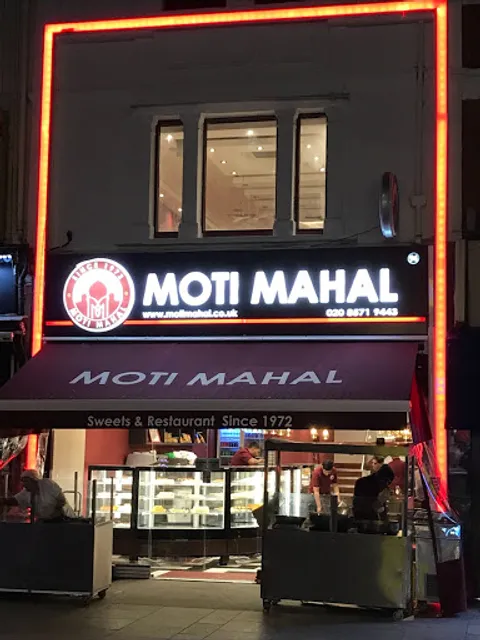 SINCE 1972
MOTI MAHAL
MOTI MAHAL
www.motimahal.co.uk
020 8571 9443
MOTI MAHAL
Sweets & Restaurant Since 1972